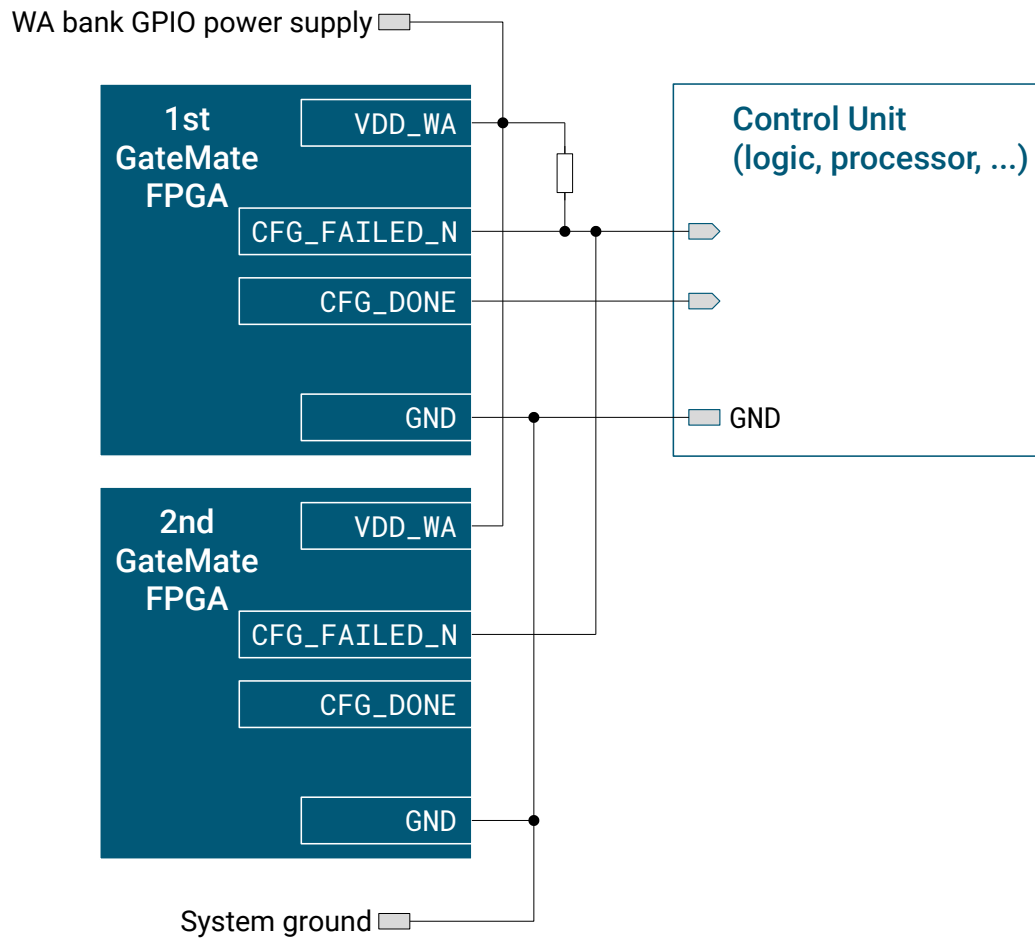 WA bank GPIO power supply
1st
GateMate
FPGA
VDD_WA
CFG_FAILED_N
CFG_DONE
GND
Control Unit
(logic, processor, ...)
GND
2nd
GateMate
FPGA
VDD_WA
CFG_FAILED_N
CFG_DONE
GND
System ground